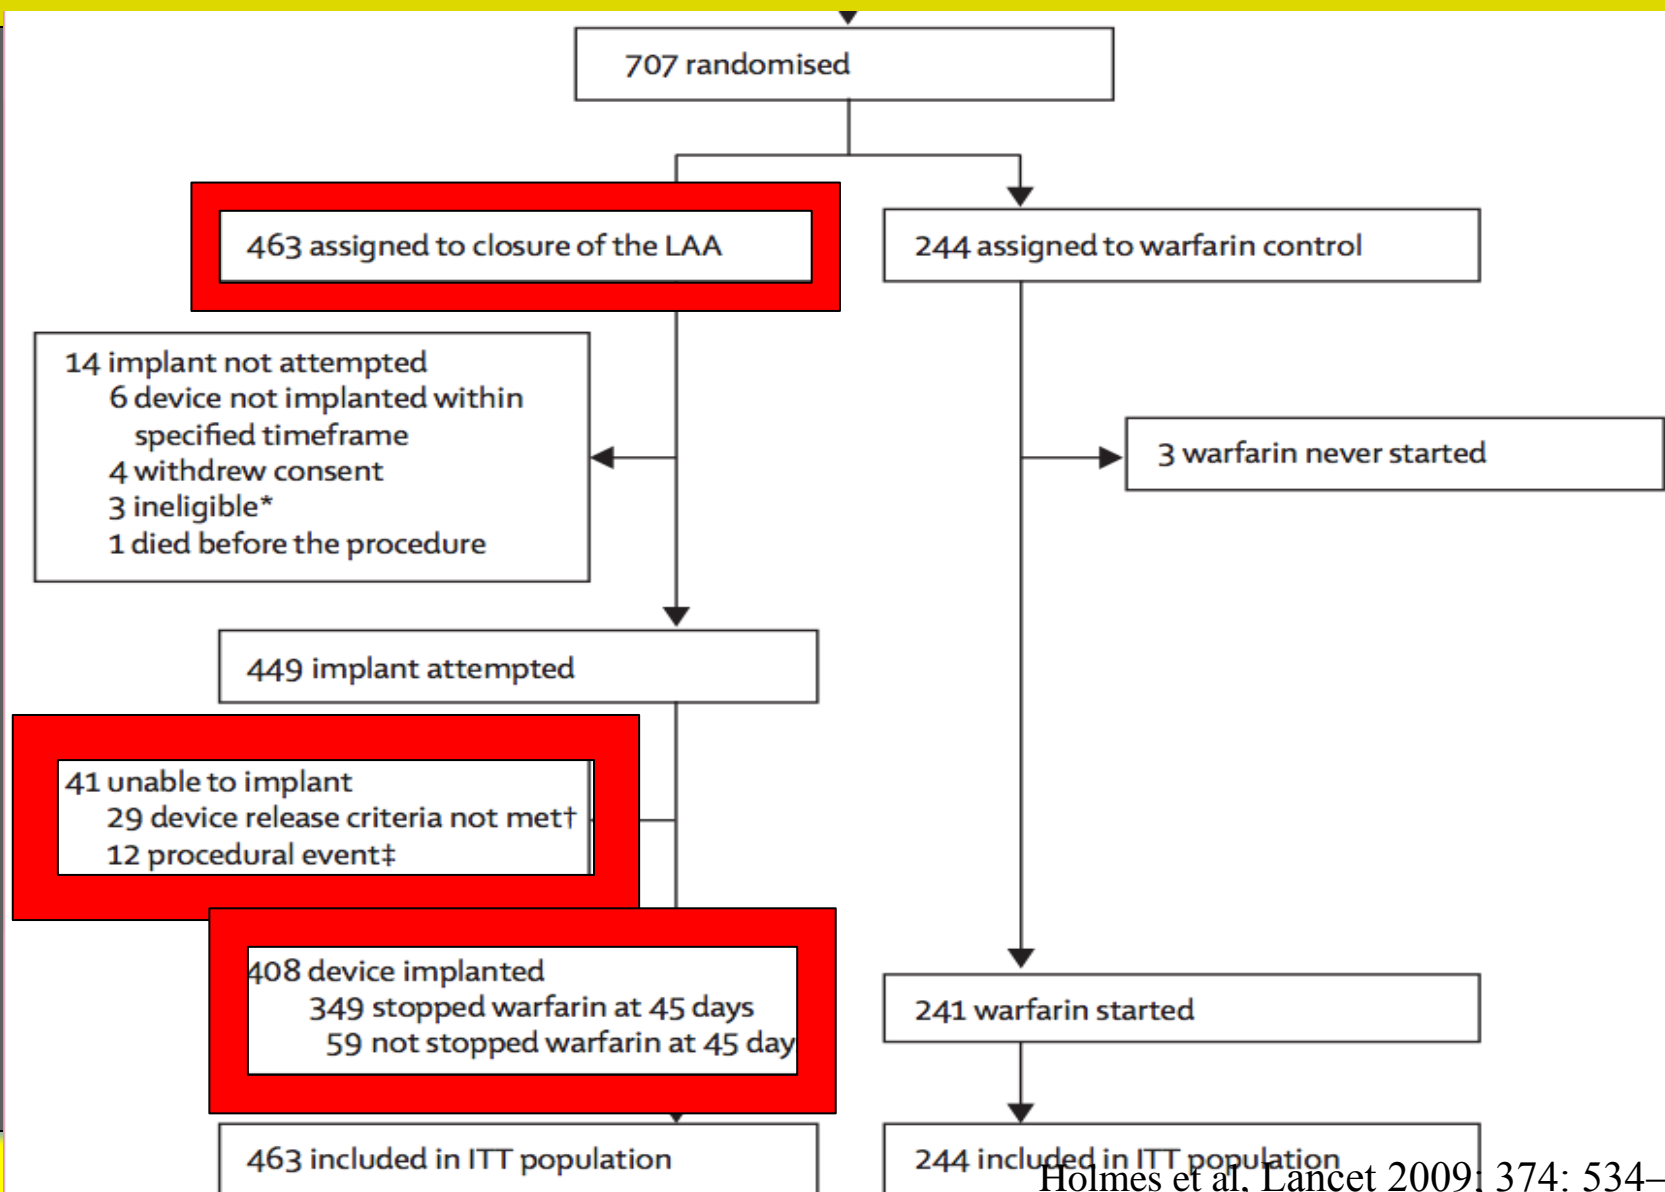 707 randomised
463 assigned to closure of the LAA
244 assigned to warfarin control
14 implant not attempted
6 device not implanted within
specified timeframe
4 withdrew consent
3 ineligible*
1 died before the procedure
3 warfarin never started
449 implant attempted
41 unable to implant
29 device release criteria not met†
12 procedural event‡
408 device implanted
349 stopped warfarin at 45 days
59 not stopped warfarin at 45 day
241 warfarin started
463 included in ITT population
244 included in ITT population
Holmes et al, Lancet 2009; 374: 534–